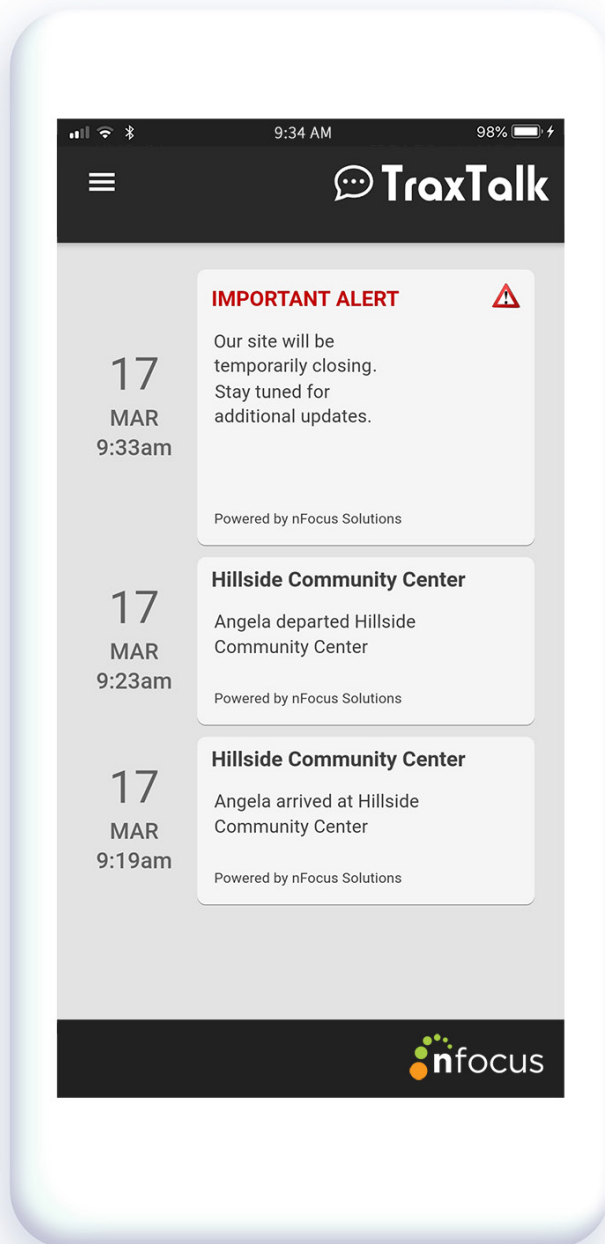 9:34 AM
98%
TraxTalk
IMPORTANT ALERT
17
MAR
9:33am
Our site will be
temporarily closing.
Stay tuned for
additional updates.
Powered by nFocus Solutions
Hillside Community Center
17
MAR
9:23am
Angela departed Hillside
Community Center
Powered by nFocus Solutions
Hillside Community Center
17
MAR
9:19am
Angela arrived at Hillside
Community Center
Powered by nFocus Solutions
nfocus